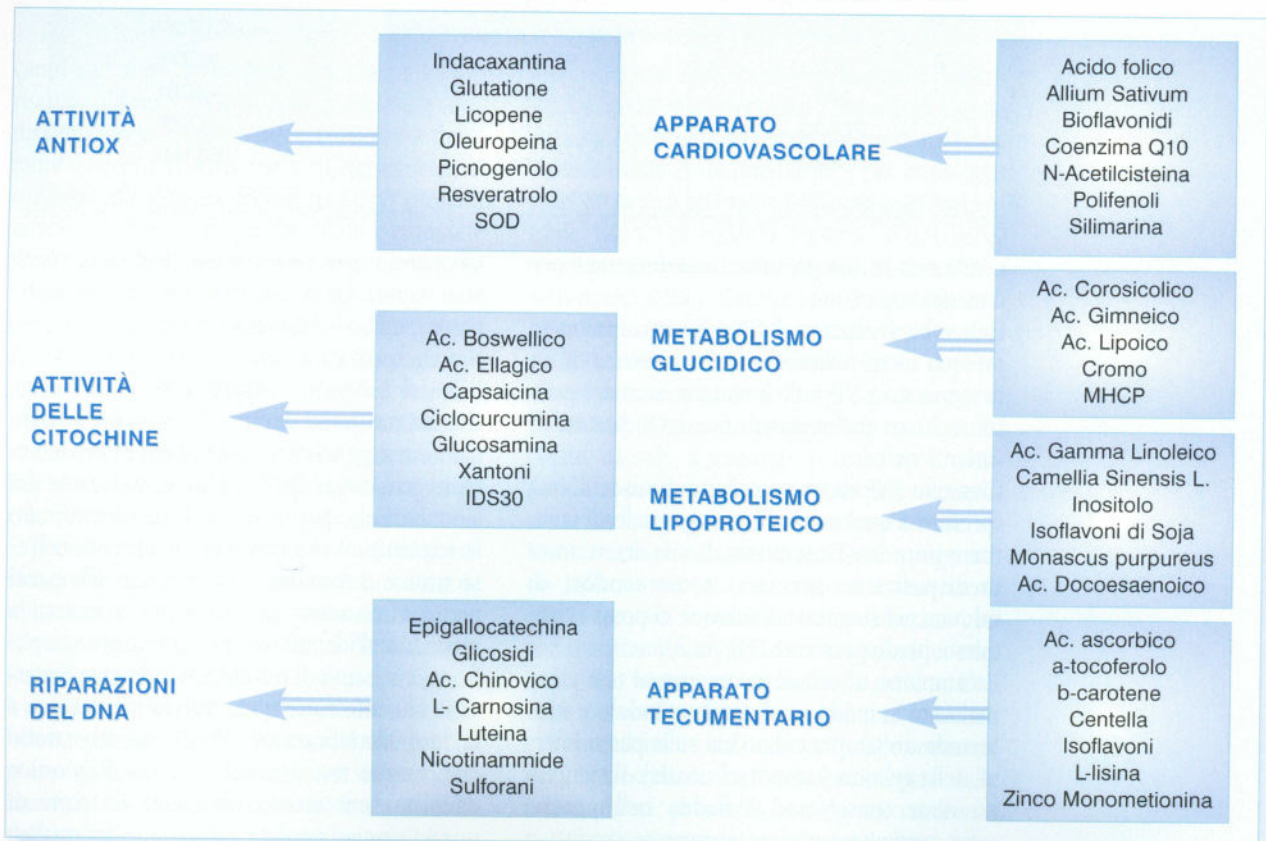 ATTIVITÀ
ANTIOX
Indacaxantina
Glutatione
Licopene
Oleuropeina
Picnogenolo
Resveratrolo
SOD
ATTIVITÀ
DELLE
CITOCHINE
Ac. Boswellico
Ac. Ellagico
Capsaicina
Ciclocurcumina
Glucosamina
Xantoni
IDS30
RIPARAZIONI
DEL DNA
Epigallocatechina
Glicosidi
Ac. Chinovico
L- Carnosina
Luteina
Nicotinammide
Sulforani
APPARATO
CARDIOVASCOLARE
Acido folico
Allium Sativum
Bioflavonidi
Coenzima Q10
N-Acetilcisteina
Polifenoli
Silimarina
METABOLISMO
GLUCIDICO
Ac. Corosicolico
Ac. Gimneico
Ac. Lipoico
Cromo
MHCP
METABOLISMO
LIPOPROTEICO
Ac. Gamma Linoleico
Camellia Sinensis L.
Inositolo
Isoflavoni di Soja
Monascus purpureus
Ac. Docoesaenoico
APPARATO
TECUMENTARIO
Ac. ascorbico
a-tocoferolo
b-carotene
Centella
Isoflavoni
L-lisina
Zinco Monometionina